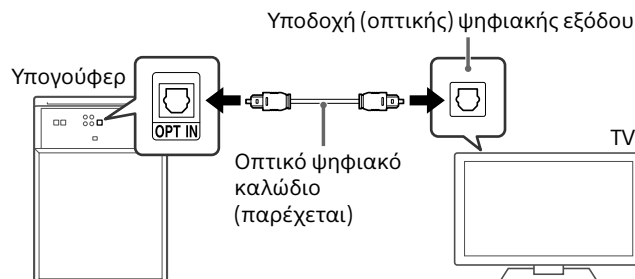 Υποδοχή (οπτικής) ψηφιακής εξόδου
Υπογούφερ
OPT IN
TV
Οπτικό ψηφιακό
καλώδιο
(παρέχεται)